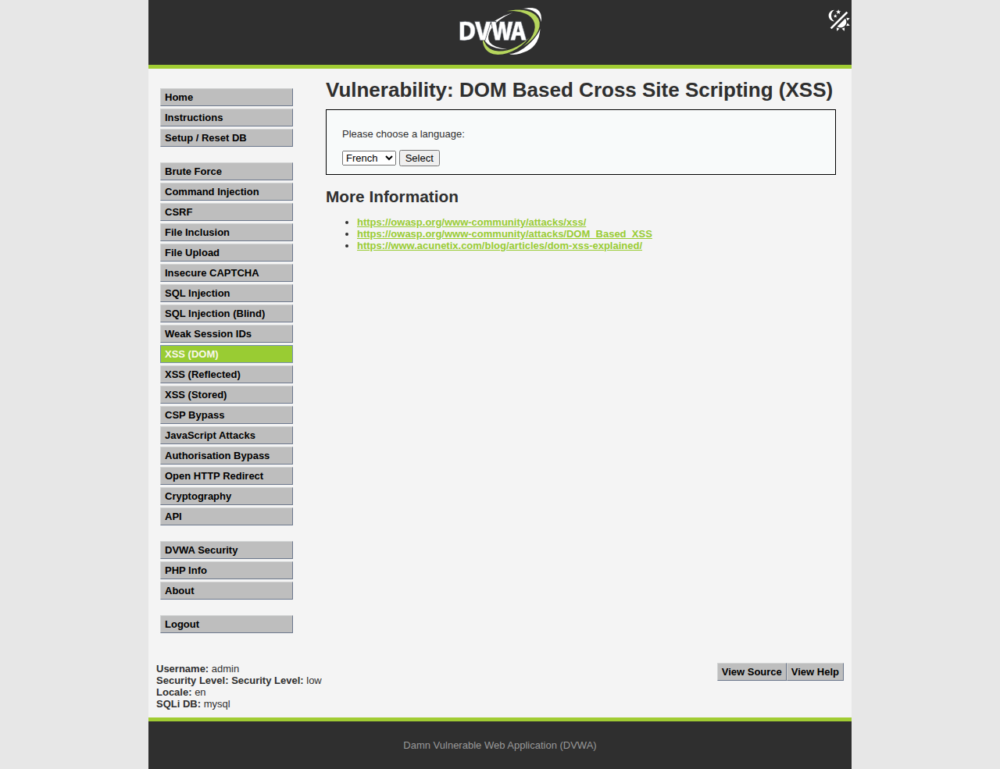 DVWA
Home
Instructions
Setup / Reset DB
Brute Force
Command Injection
CSRF
File Inclusion
File Upload
Insecure CAPTCHA
SQL Injection
SQL Injection (Blind)
Weak Session IDs
XSS (DOM)
XSS (Reflected)
XSS (Stored)
CSP Bypass
JavaScript Attacks
Authorisation Bypass
Open HTTP Redirect
Cryptography
API
DVWA Security
PHP Info
About
Logout
Vulnerability: DOM Based Cross Site Scripting (XSS)
Please choose a language:
French Select
More Information
https://owasp.org/www-community/attacks/xss/
https://owasp.org/www-community/attacks/DOM_Based_XSS
https://www.acunetix.com/blog/articles/dom-xss-explained/
Username: admin
Security Level: Security Level: low
Locale: en
SQLi DB: mysql
View Source View Help
Damn Vulnerable Web Application (DVWA)